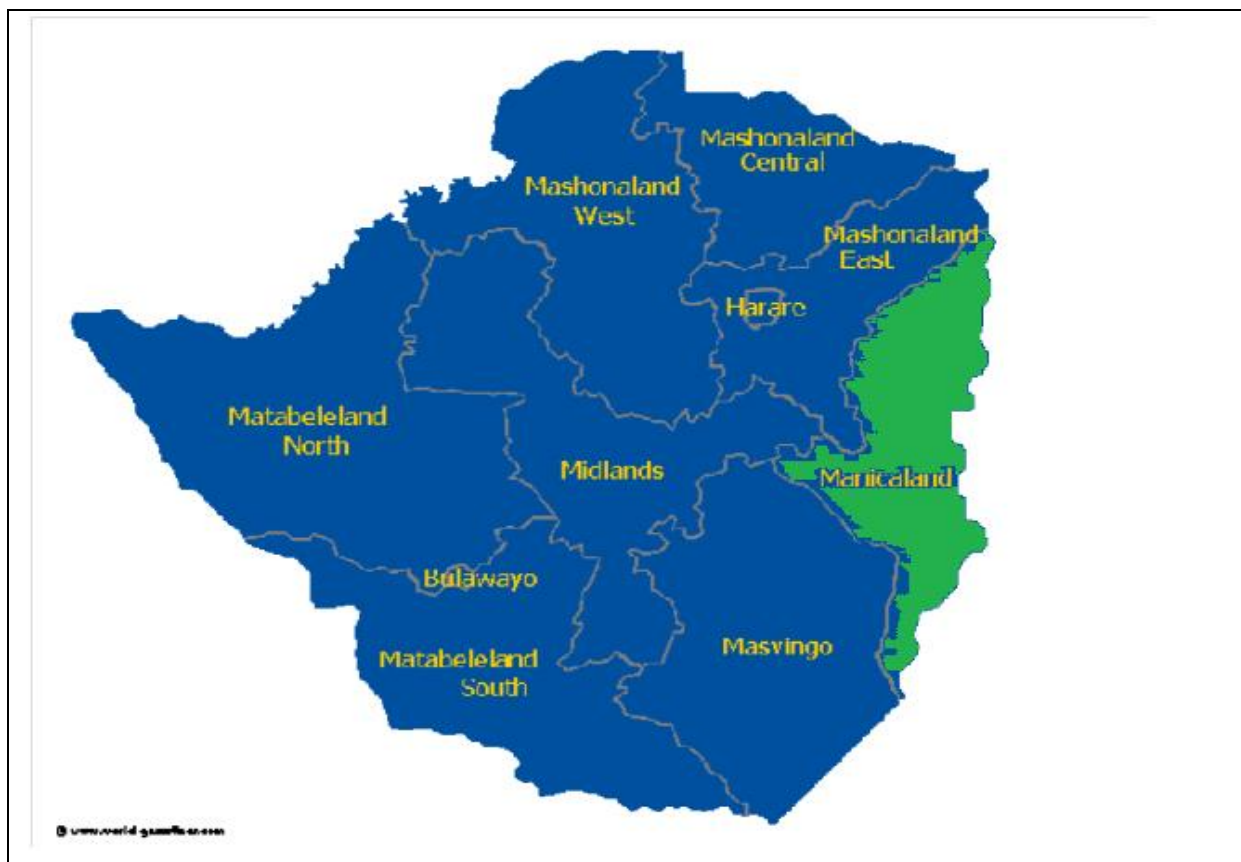 Mashonaland
Central
Mashonaland
West
Mashonaland
East
Harare
Matabeleland
North
Midlands
Manicaland
Bulawayo
Masvingo
Matabeleland
South